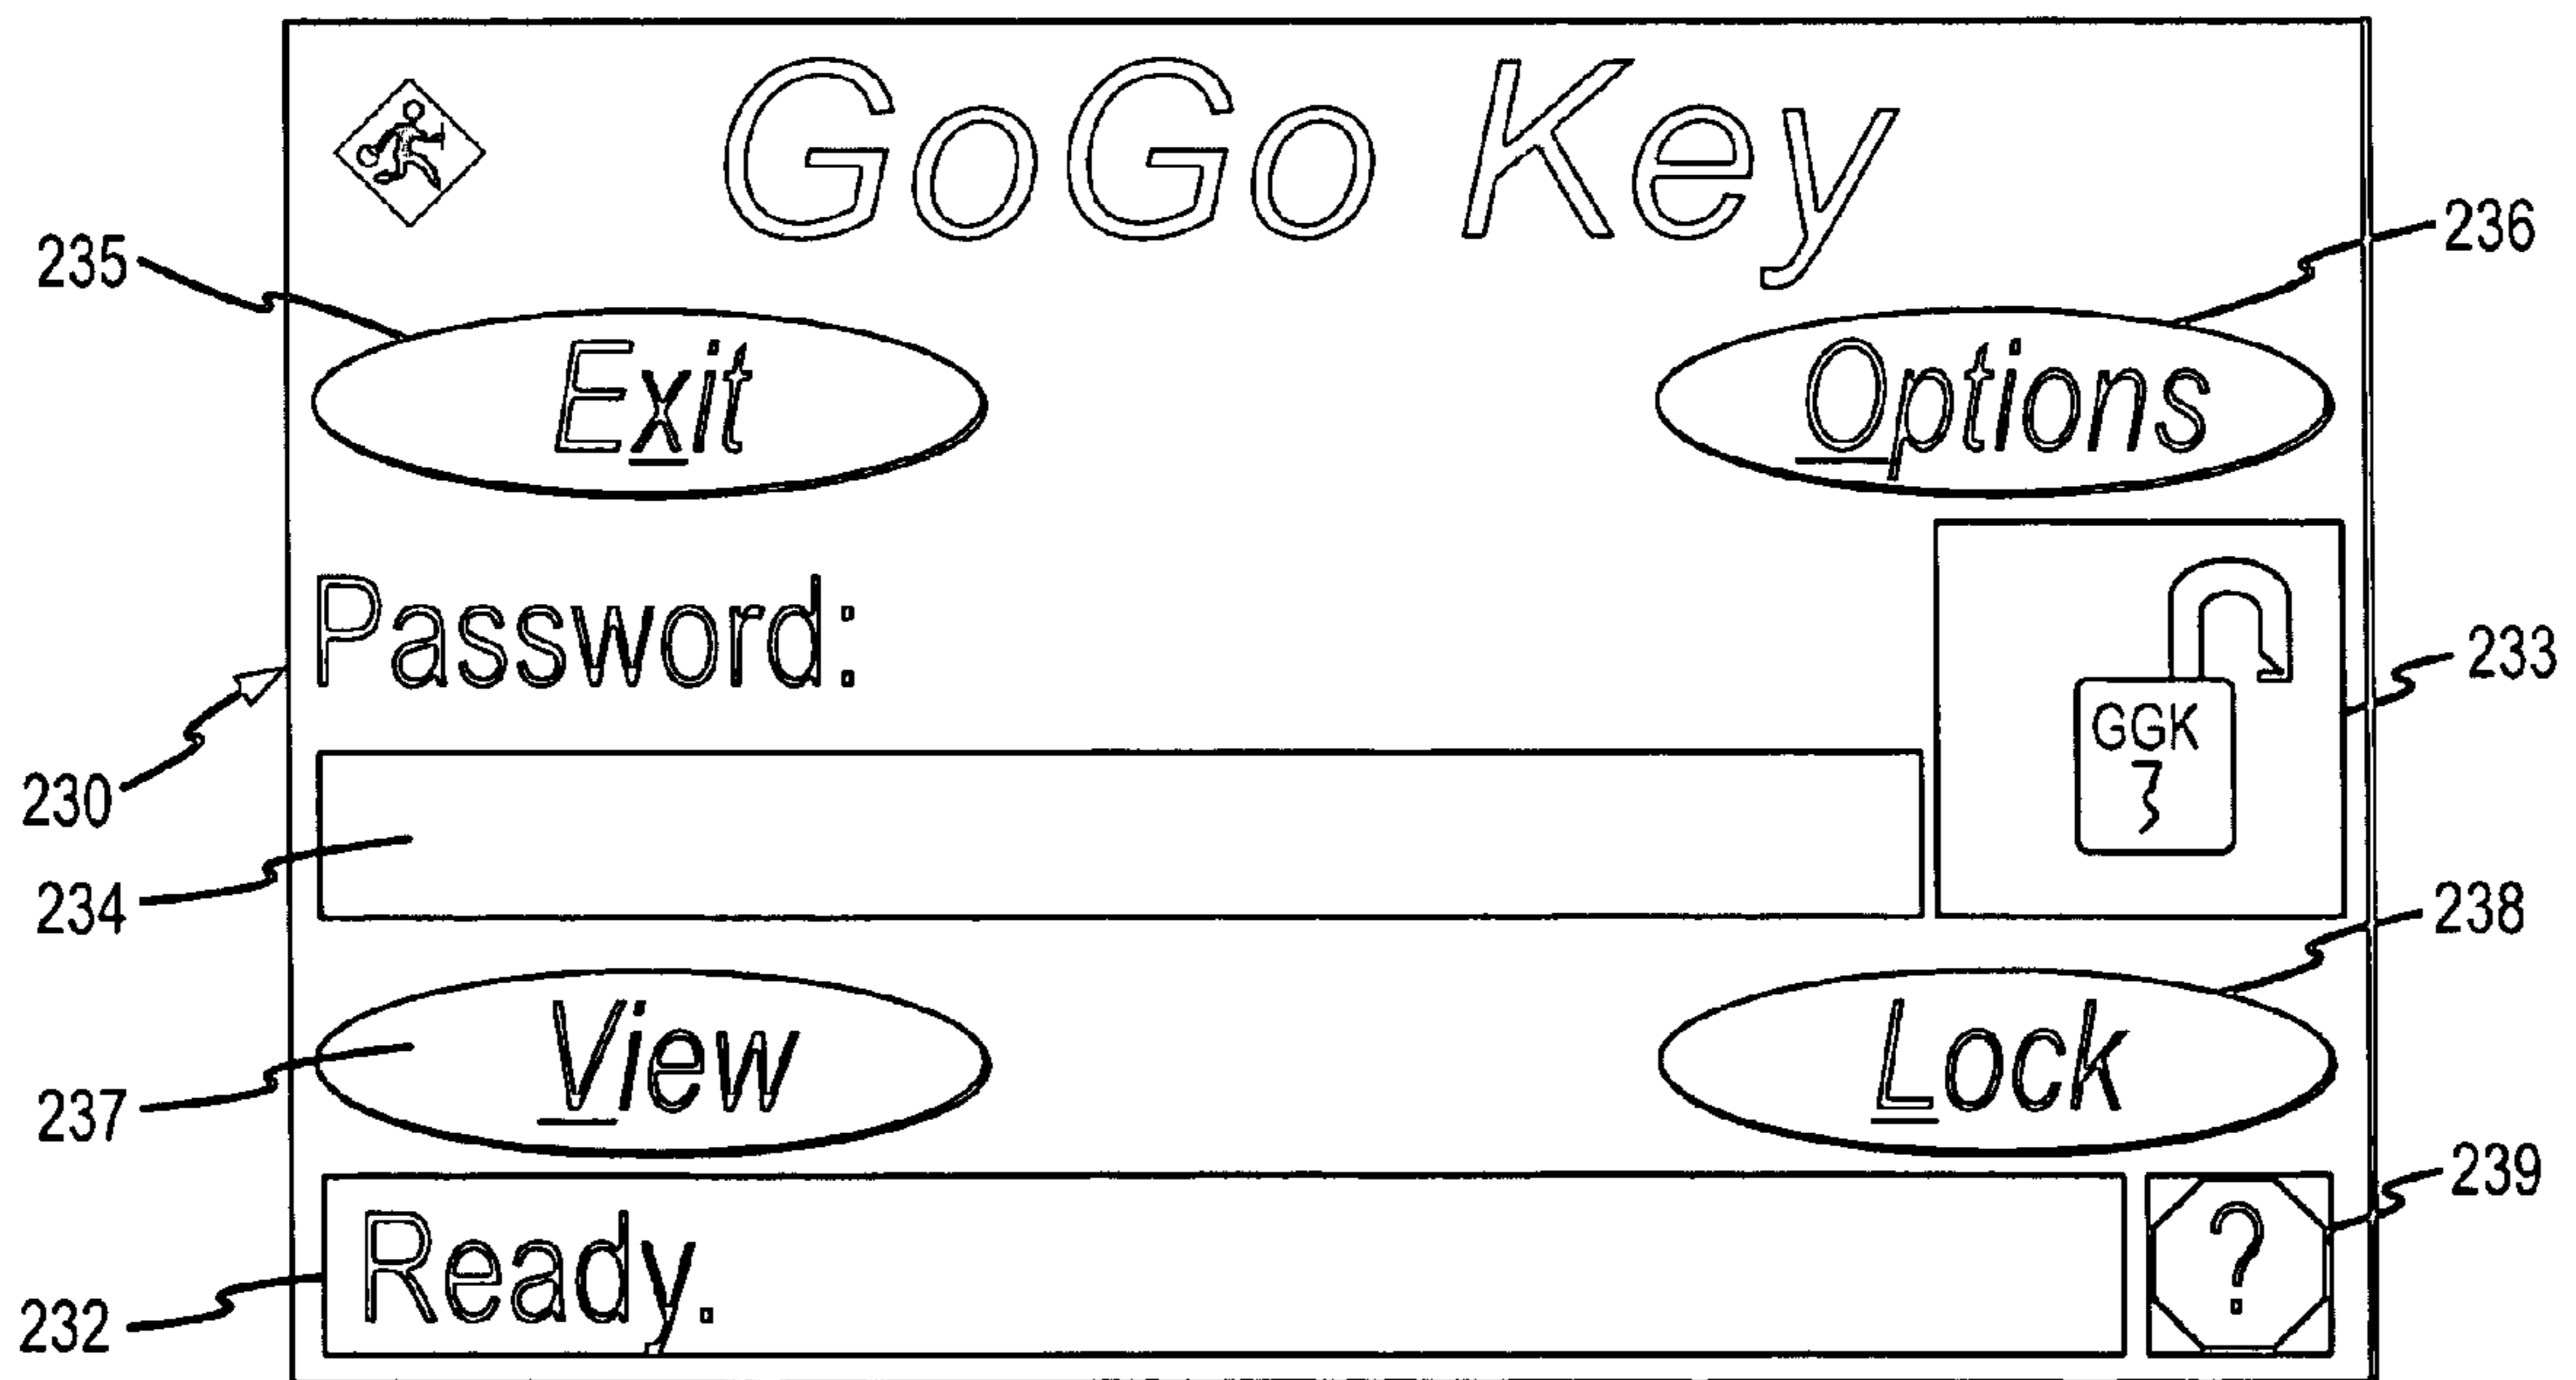 GoGo Key
235
236
Exit
Options
Password:
233
GGK
230
234
238
View
Lock
237
239
Ready.
?
232